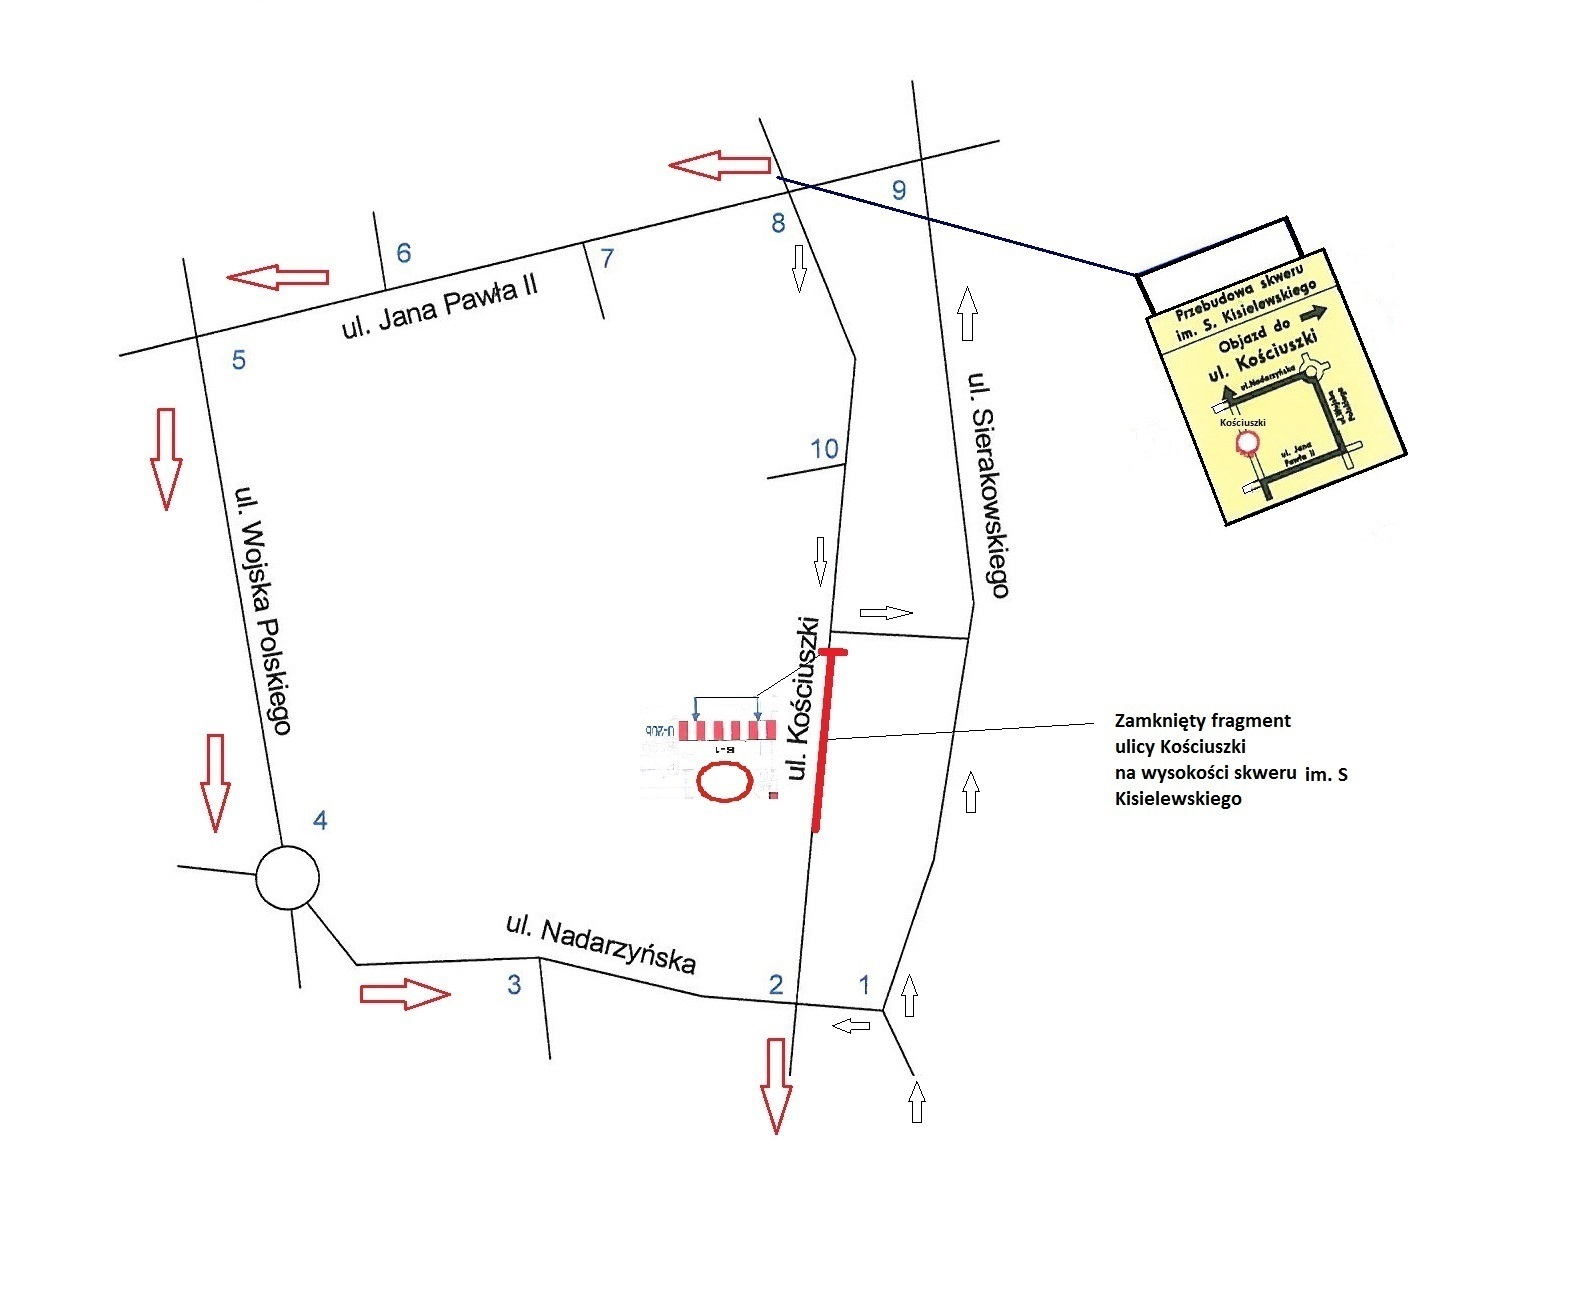 9
8
6
7
ul. Jana Pawła II
5
Przebudowa skweru
im. S. Kisielewskiego
Objazd do
ul. Kościuszki
ul. Nadarzyńska
Kościuszki
ul. Jana
Pawła II
10
ul. Sierakowskiego
ul. Wojska Polskiego
ul. Kościuszki
U-20b
B-1
Zamknięty fragment
ulicy Kościuszki
na wysokości skweru im. S
Kisielewskiego
4
ul. Nadarzyńska
3
2
1